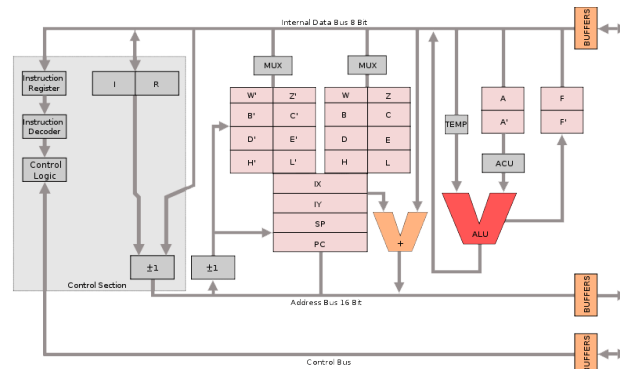 Internal Data Bus 8 Bit
BUFFERS
MUX
MUX
Instruction
Register
I
R
W'
Z'
W
Z
A
F
B'
C'
B
C
A'
F'
Instruction
Decoder
TEMP
D'
E'
D
E
Control
Logic
H'
L'
H
L
ACU
IX
IY
SP
PC
+
ALU
±1
±1
Control Section
Address Bus 16 Bit
BUFFERS
Control Bus
BUFFERS